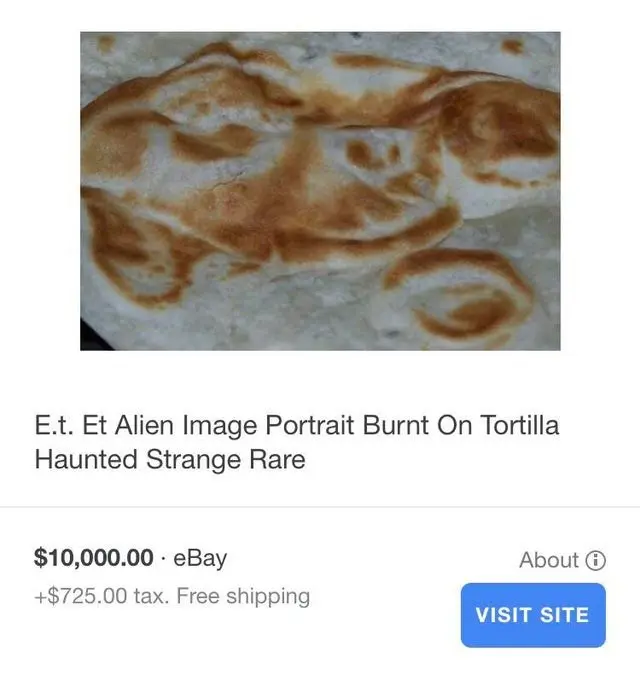 E.t. Et Alien Image Portrait Burnt On Tortilla
Haunted Strange Rare
$10,000.00 · eBay
About ⓘ
+$725.00 tax. Free shipping
VISIT SITE